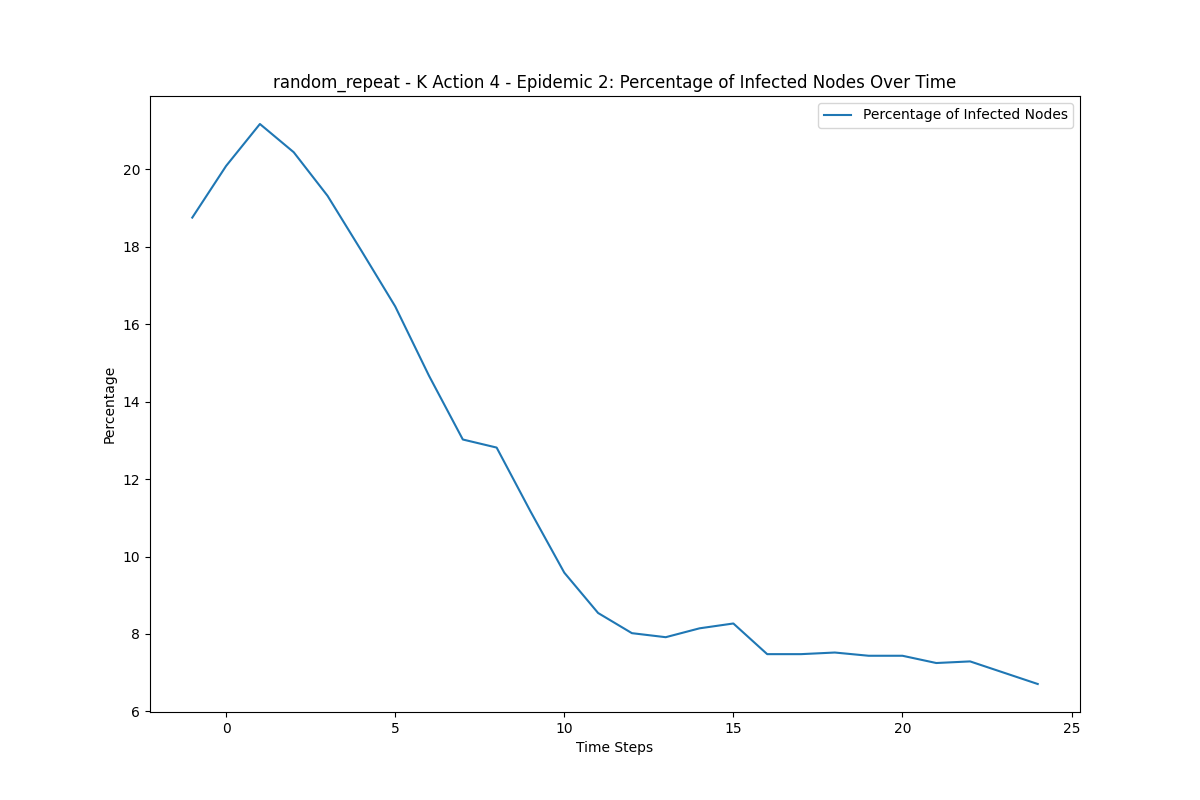 random_repeat - K Action 4 - Epidemic 2: Percentage of Infected Nodes Over Time
Percentage of Infected Nodes
20
18
16
14
12
10
8
6
Percentage
0 5 10 15 20 25
Time Steps